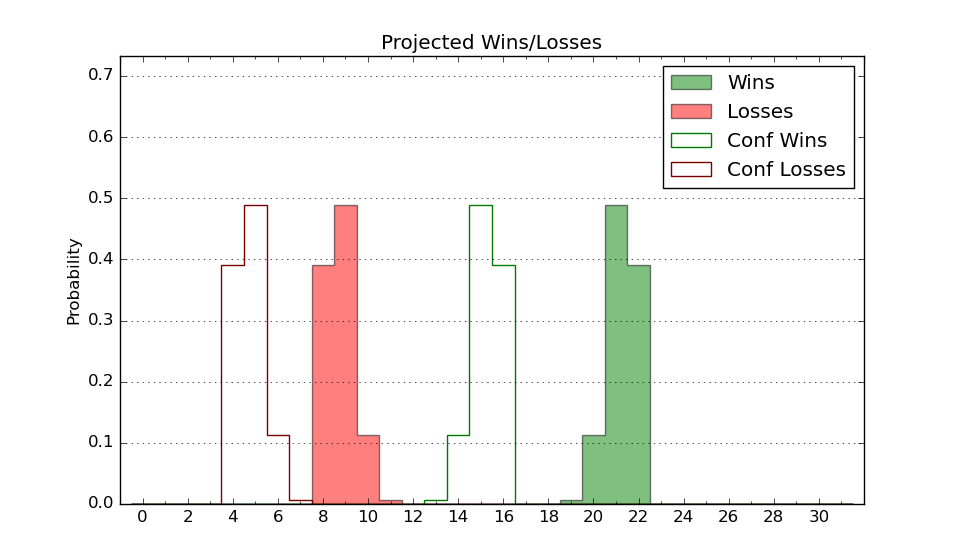 Projected Wins/Losses
Wins
Losses
Conf Wins
Conf Losses
Probability
0.7
0.6
0.5
0.4
0.3
0.2
0.1
0.0
0 2 4 6 8 10 12 14 16 18 20 22 24 26 28 30